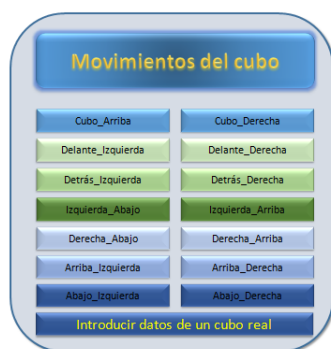 Movimientos del cubo
Cubo_Arriba Cubo_Derecha
Delante_Izquierda Delante_Derecha
Detrás_Izquierda Detrás_Derecha
Izquierda_Abajo Izquierda_Arriba
Derecha_Abajo Derecha_Arriba
Arriba_Izquierda Arriba_Derecha
Abajo_Izquierda Abajo_Derecha
Introducir datos de un cubo real